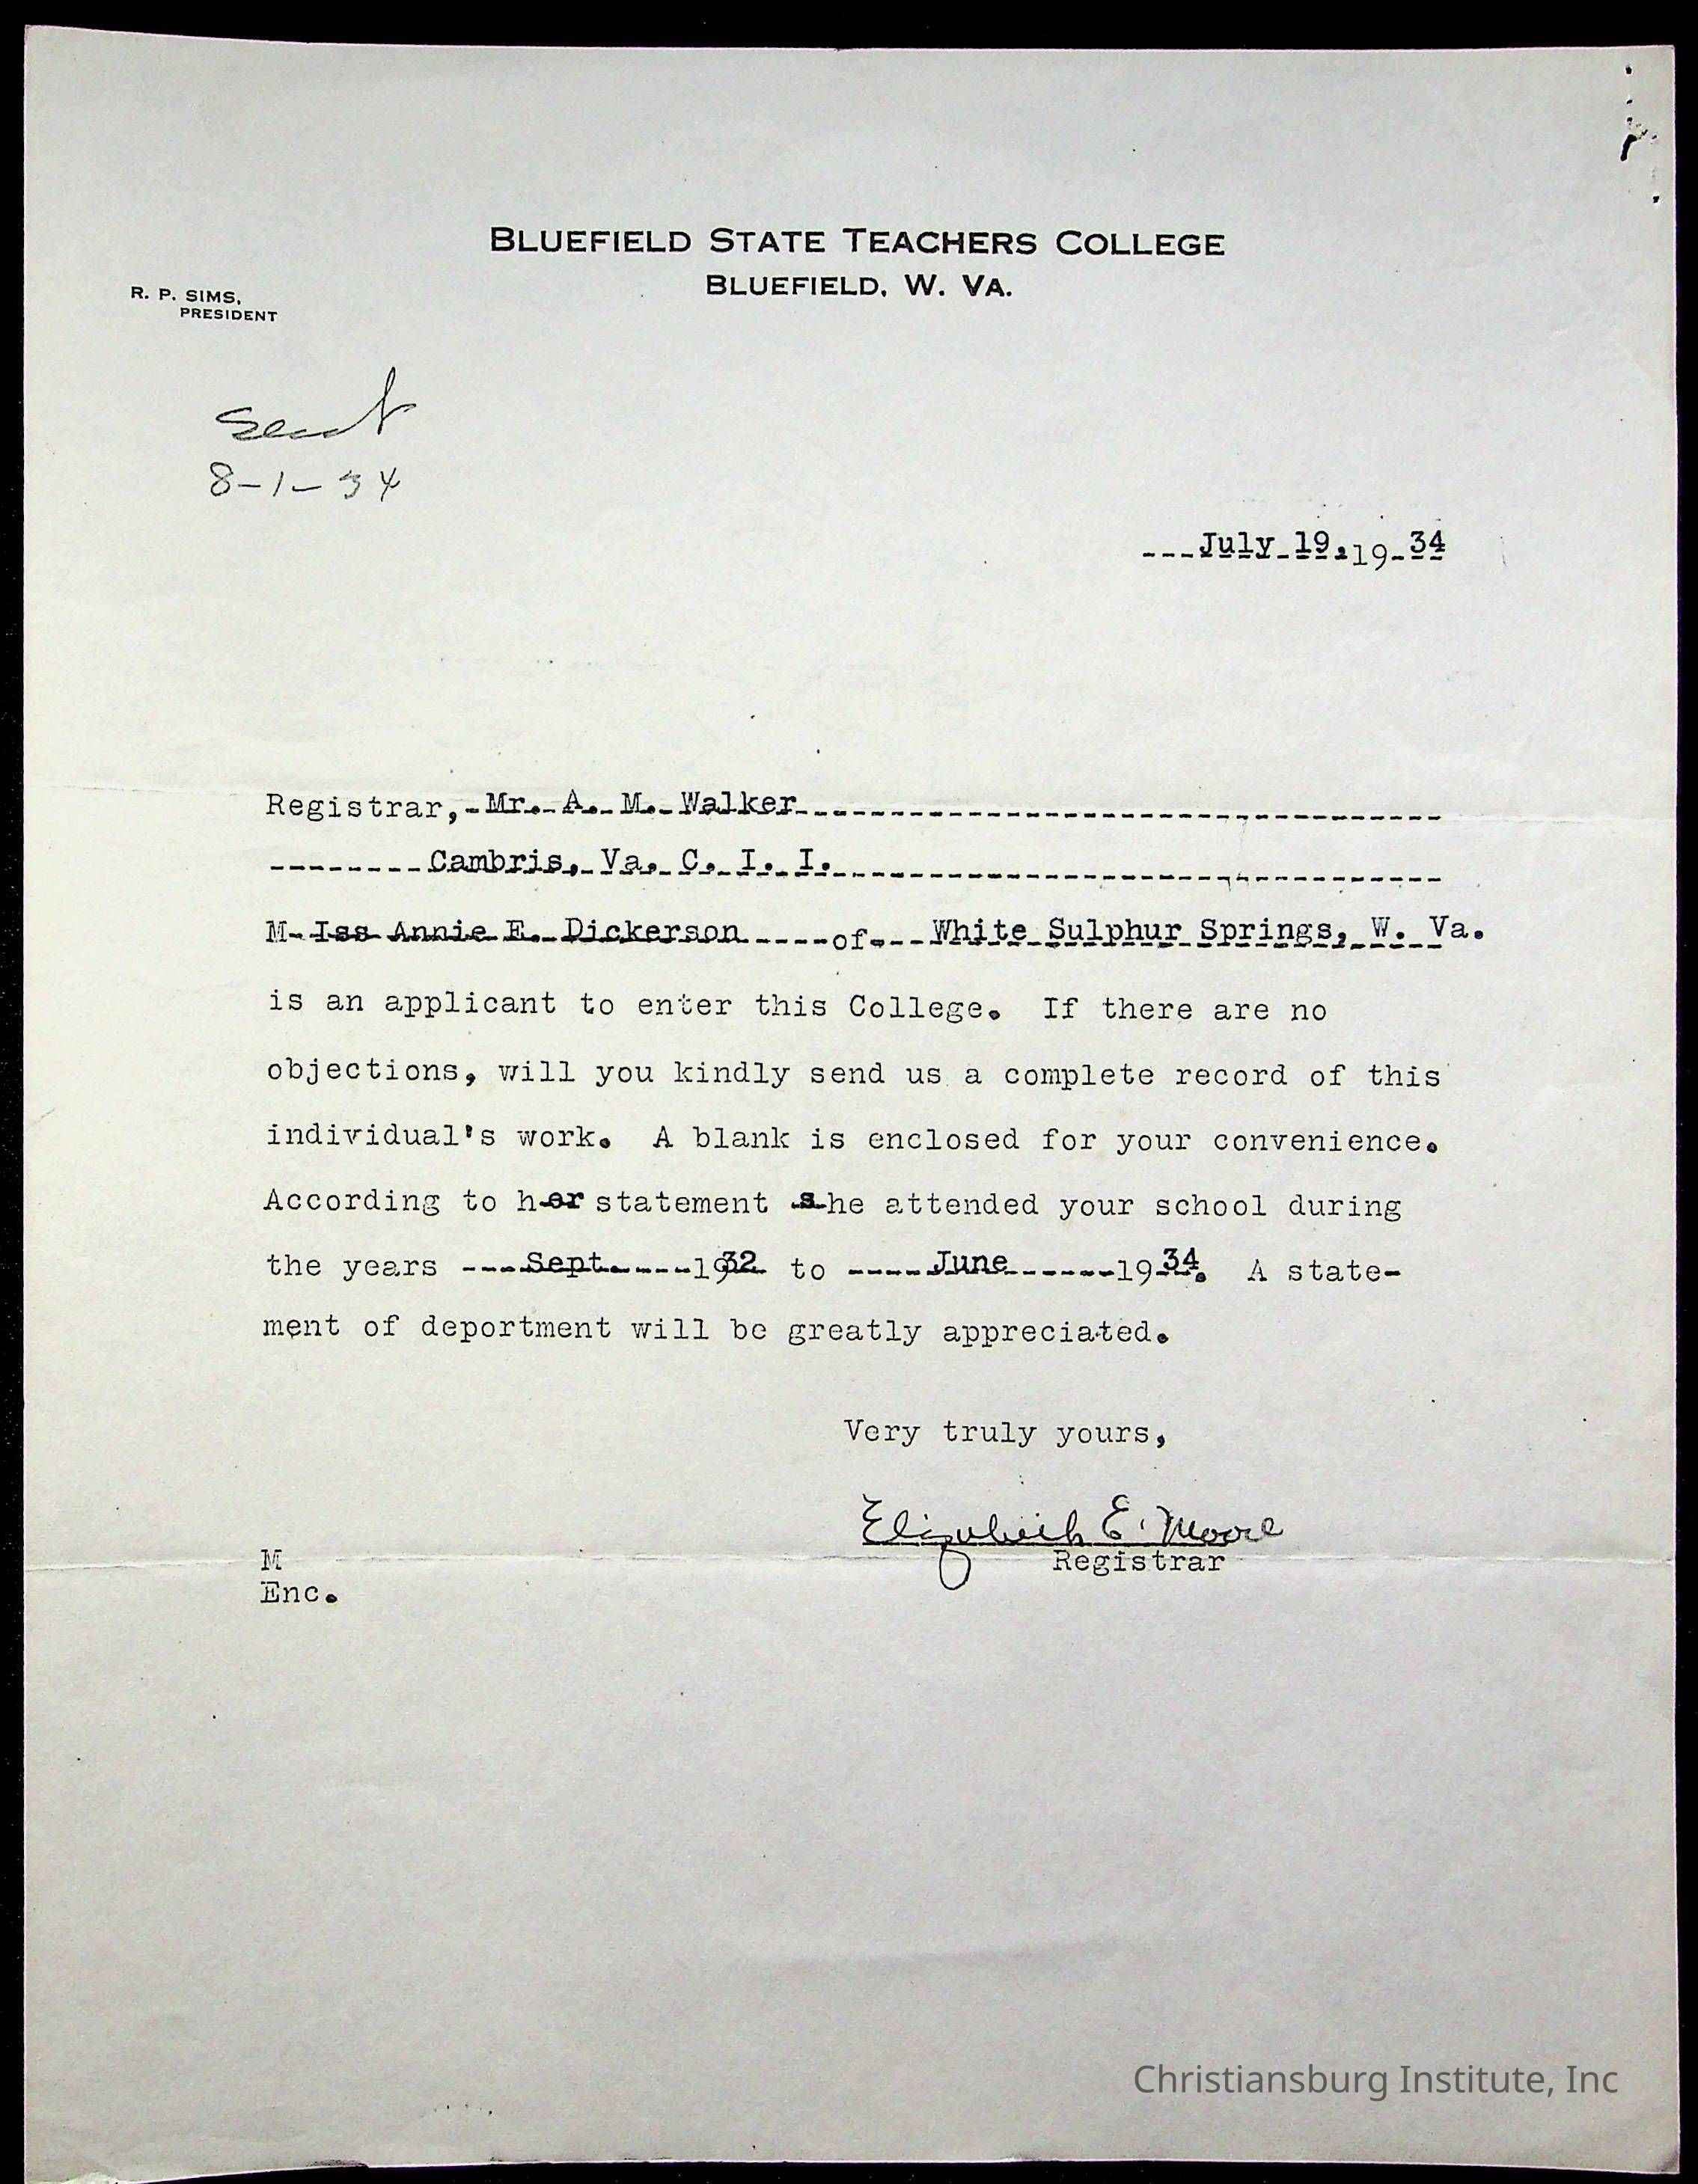 BLUEFIELD STATE TEACHERS COLLEGE
BLUEFIELD, W. VA.
R. P. SIMS,
PRESIDENT
Sent
8-1-34
---July 19,19-34
Registrar,-Mr. A. M. Walker
Cambris, Va. C. I. I.
M-Iss Annie E. Dickerson-----of---White Sulphur Springs, W. Va.
is an applicant to enter this College. If there are no
objections, will you kindly send us a complete record of this
individual's work. A blank is enclosed for your convenience.
According to her statement she attended your school during
the years ---Sept.----1932 to -----June------1934. A state-
ment of deportment will be greatly appreciated.
Very truly yours,
Elizabeth E. Moore
Registrar
M
Enc.
Christiansburg Institute, Inc